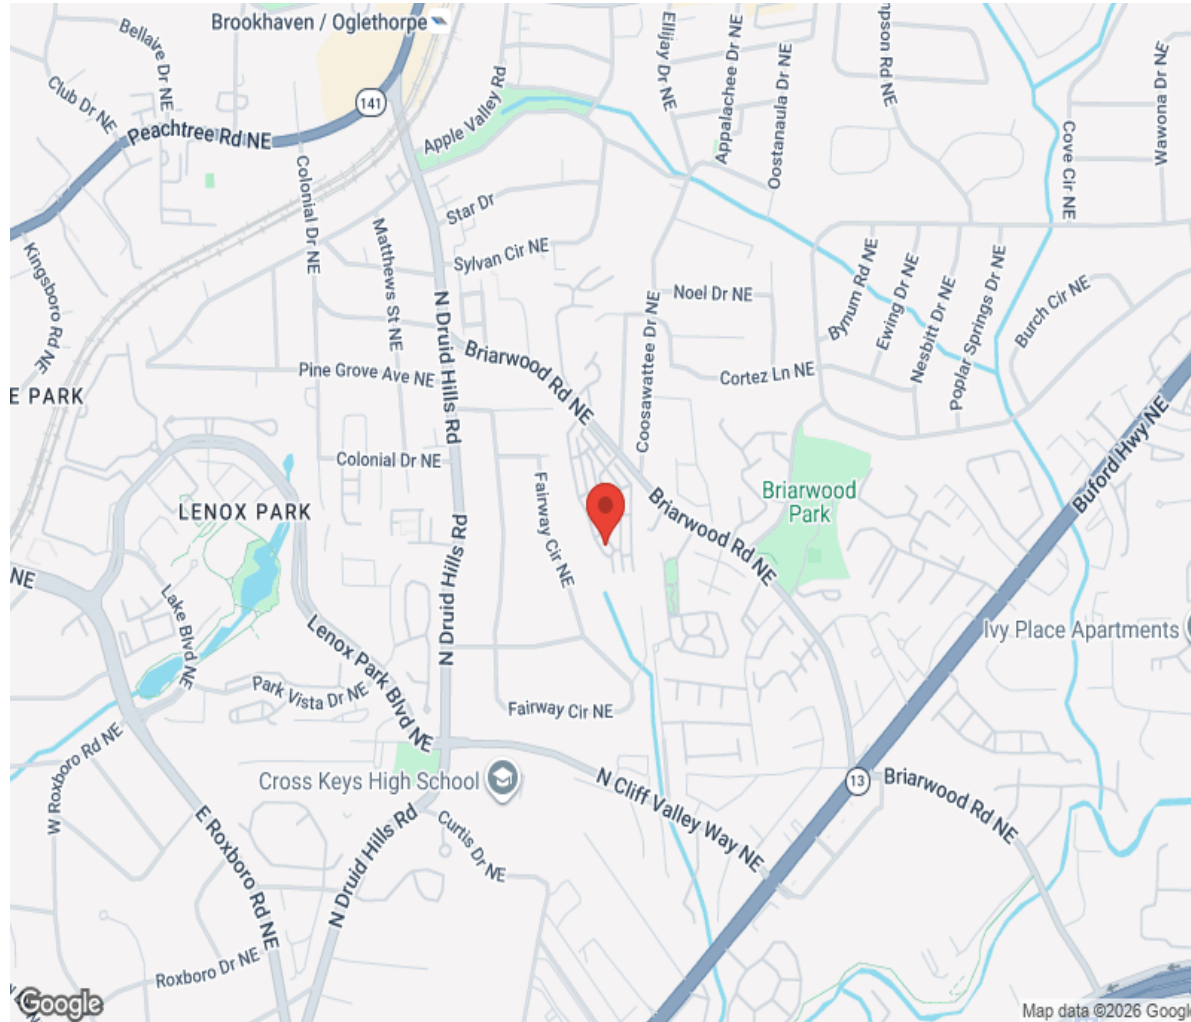 Brookhaven / Oglethorpe
Bellaire Dr NE
Club Dr NE
141
Peachtree Rd NE
Apple Valley Rd
Ellijay Dr NE
Appalachee Dr NE
Oostanaula Dr NE
mpson Rd NE
Cove Cir NE
Wawona Dr NE
Colonial Dr NE
Star Dr
Matthews St NE
Sylvan Cir NE
Kingsboro Rd NE
N Druid Hills Rd
Noel Dr NE
Coosawattee Dr NE
Bynum Rd NE
Ewing Dr NE
Nesbitt Dr NE
Poplar Springs Dr NE
Burch Cir NE
Pine Grove Ave NE
Briarwood Rd NE
Cortez Ln NE
E PARK
Buford Hwy NE
Colonial Dr NE
Fairway Cir NE
Briarwood
Park
LENOX PARK
Briarwood Rd NE
NE
N Druid Hills Rd
Lake Blvd NE
Lenox Park Blvd NE
Ivy Place Apartments
Park Vista Dr NE
Fairway Cir NE
W Roxboro Rd NE
Cross Keys High School
N Cliff Valley Way NE
13
Briarwood Rd NE
E Roxboro Rd NE
N Druid Hills Rd
Curtis Dr NE
Roxboro Dr NE
Google
Map data ©2026 Google